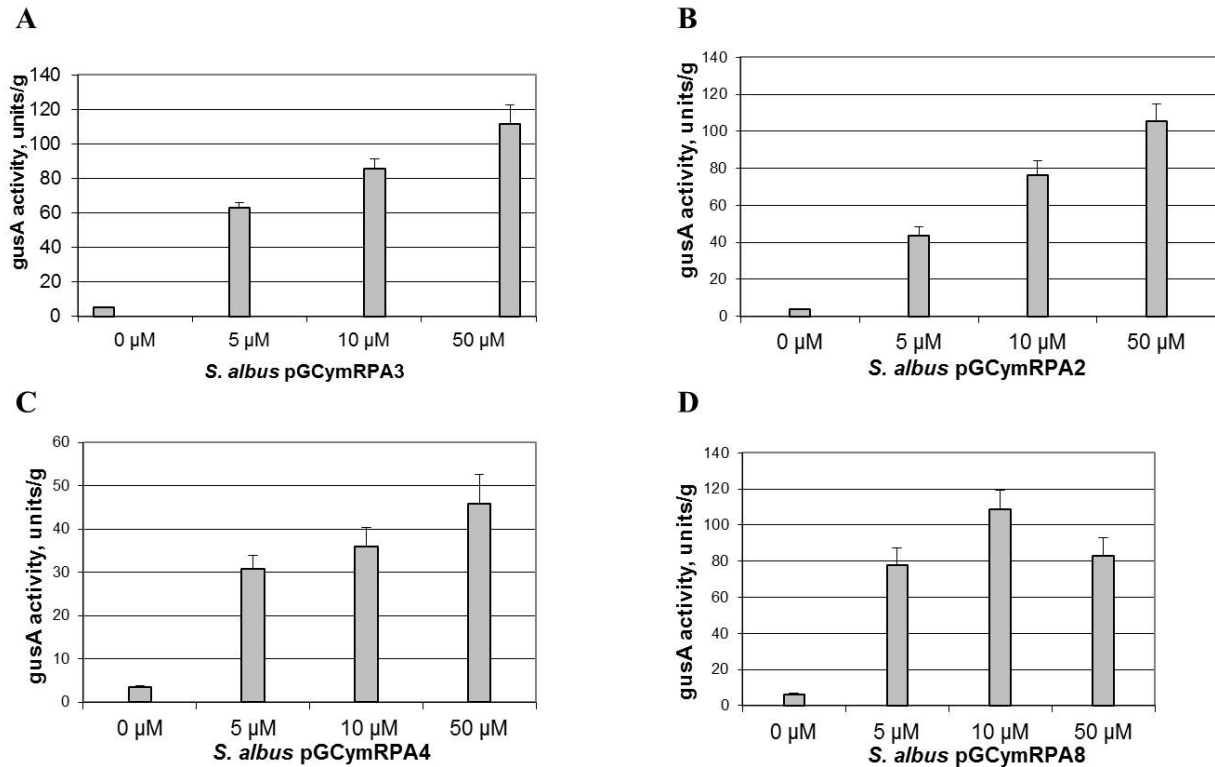 A
gusA activity, units/g
140
120
100
80
60
40
20
0
0 µM 5 µM 10 µM 50 µM
S. albus pGCymRPA3
B
gusA activity, units/g
140
120
100
80
60
40
20
0
0 µM 5 µM 10 µM 50 µM
S. albus pGCymRPA2
C
gusA activity, units/g
60
50
40
30
20
10
0
0 µM 5 µM 10 µM 50 µM
S. albus pGCymRPA4
D
gusA activity, units/g
140
120
100
80
60
40
20
0
0 µM 5 µM 10 µM 50 µM
S. albus pGCymRPA8